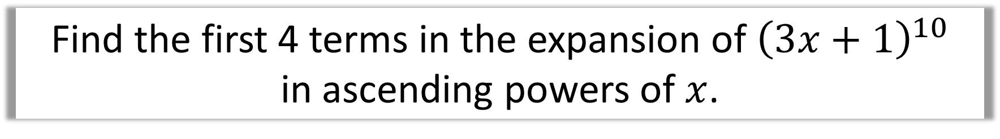 Find the first 4 terms in the expansion of (3x + 1)¹⁰
in ascending powers of x.